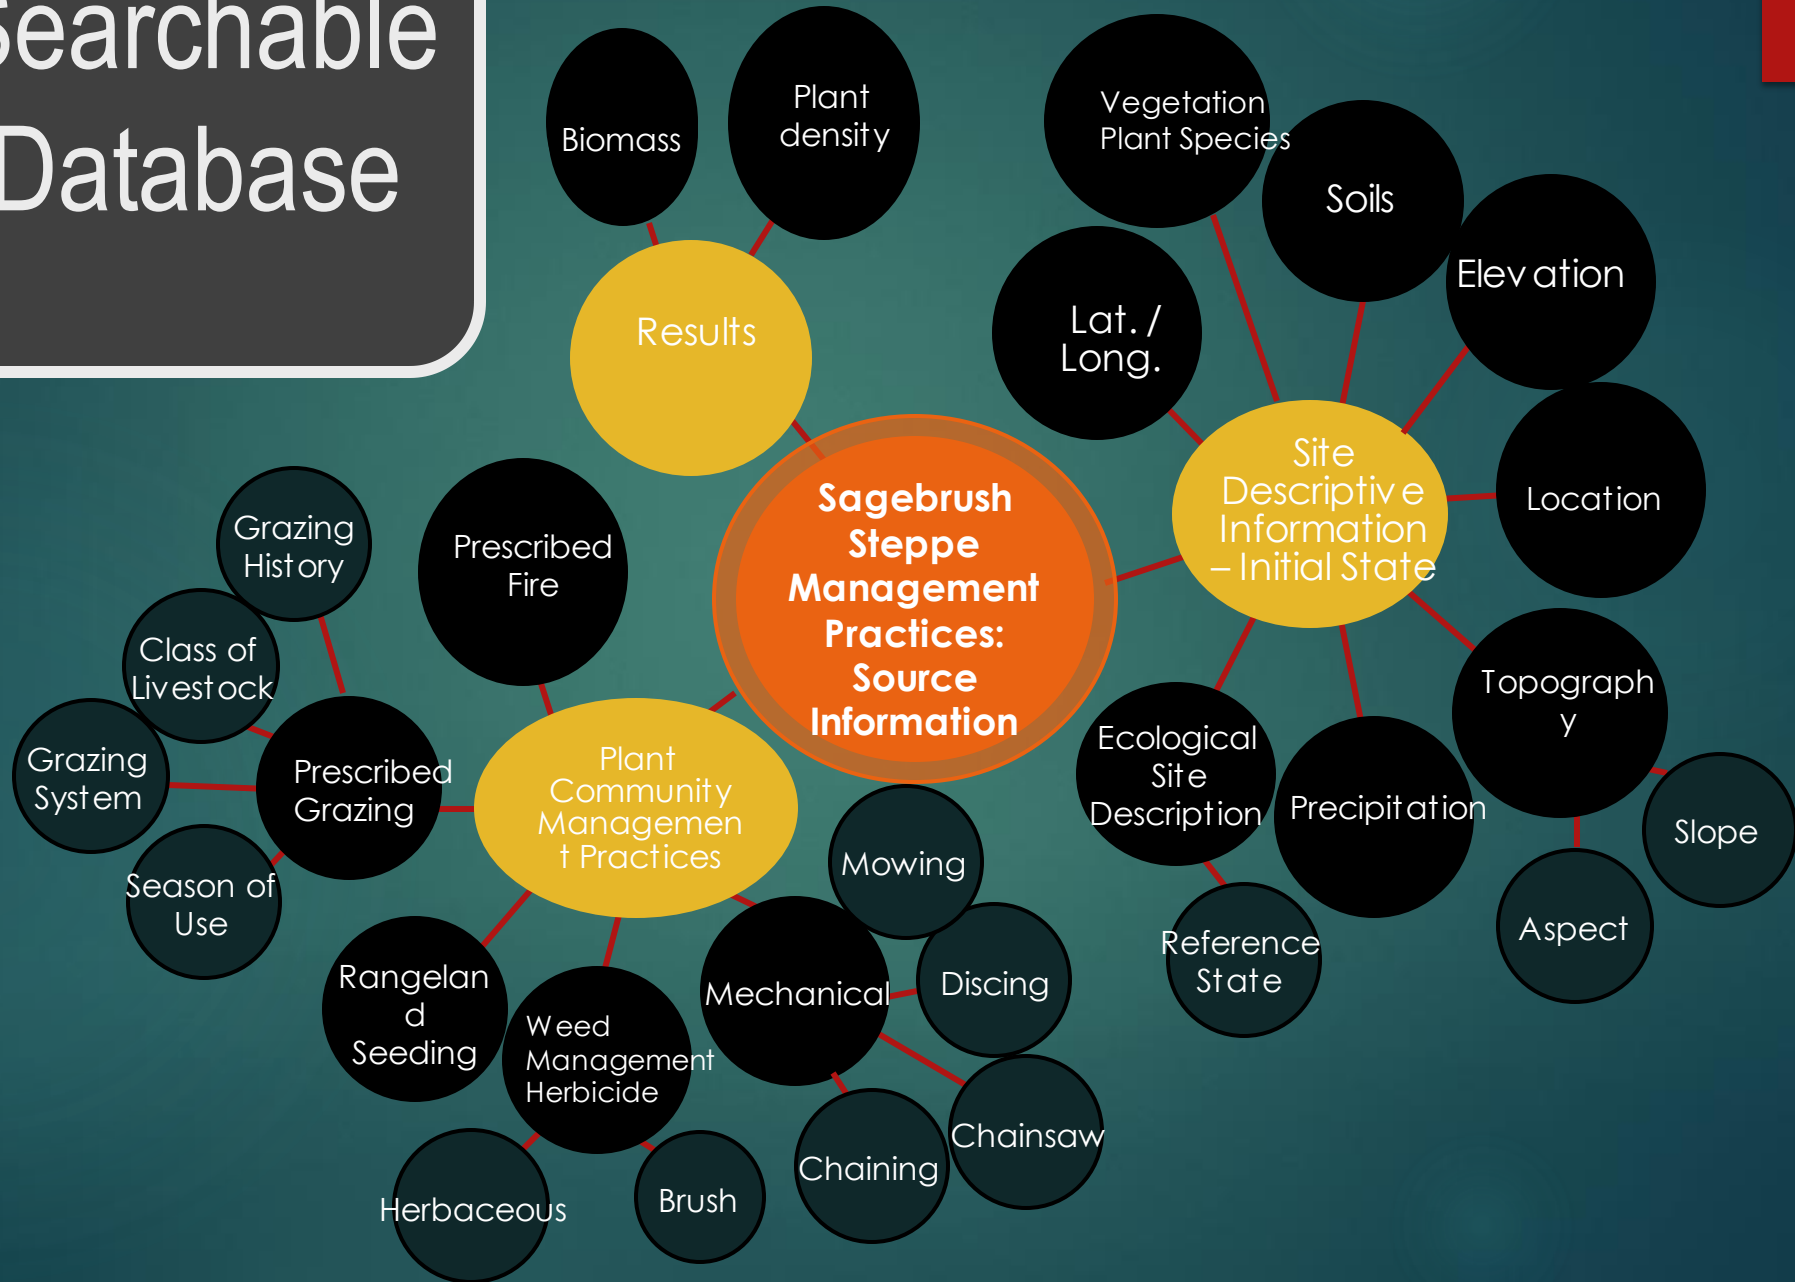 Searchable
Database
Biomass
Plant
density
Vegetation
Plant Species
Soils
Elevation
Lat. /
Long.
Location
Results
Site
Descriptive
Information
– Initial State
Sagebrush
Steppe
Management
Practices:
Source
Information
Grazing
History
Prescribed
Fire
Class of
Livestock
Grazing
System
Prescribed
Grazing
Season of
Use
Plant
Community
Managemen
t Practices
Ecological
Site
Description
Precipitation
Topograph
y
Slope
Aspect
Reference
State
Mowing
Mechanical
Discing
Chainsaw
Chaining
Rangelan
d
Seeding
Weed
Management
Herbicide
Herbaceous
Brush